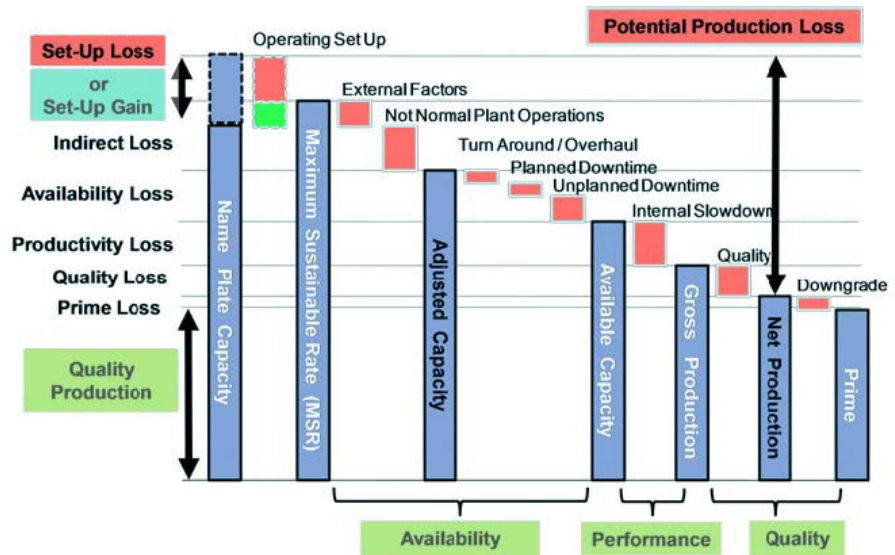 Potential Production Loss
Set-Up Loss
or
Set-Up Gain
Operating Set Up
External Factors
Not Normal Plant Operations
Indirect Loss
Turn Around / Overhaul
Planned Downtime
Unplanned Downtime
Availability Loss
Internal Slowdown
Productivity Loss
Quality
Quality Loss
Downgrade
Prime Loss
Quality
Production
Name Plate Capacity
Maximum Sustainable Rate (MSR)
Adjusted Capacity
Available Capacity
Gross Production
Net Production
Prime
Availability
Performance
Quality